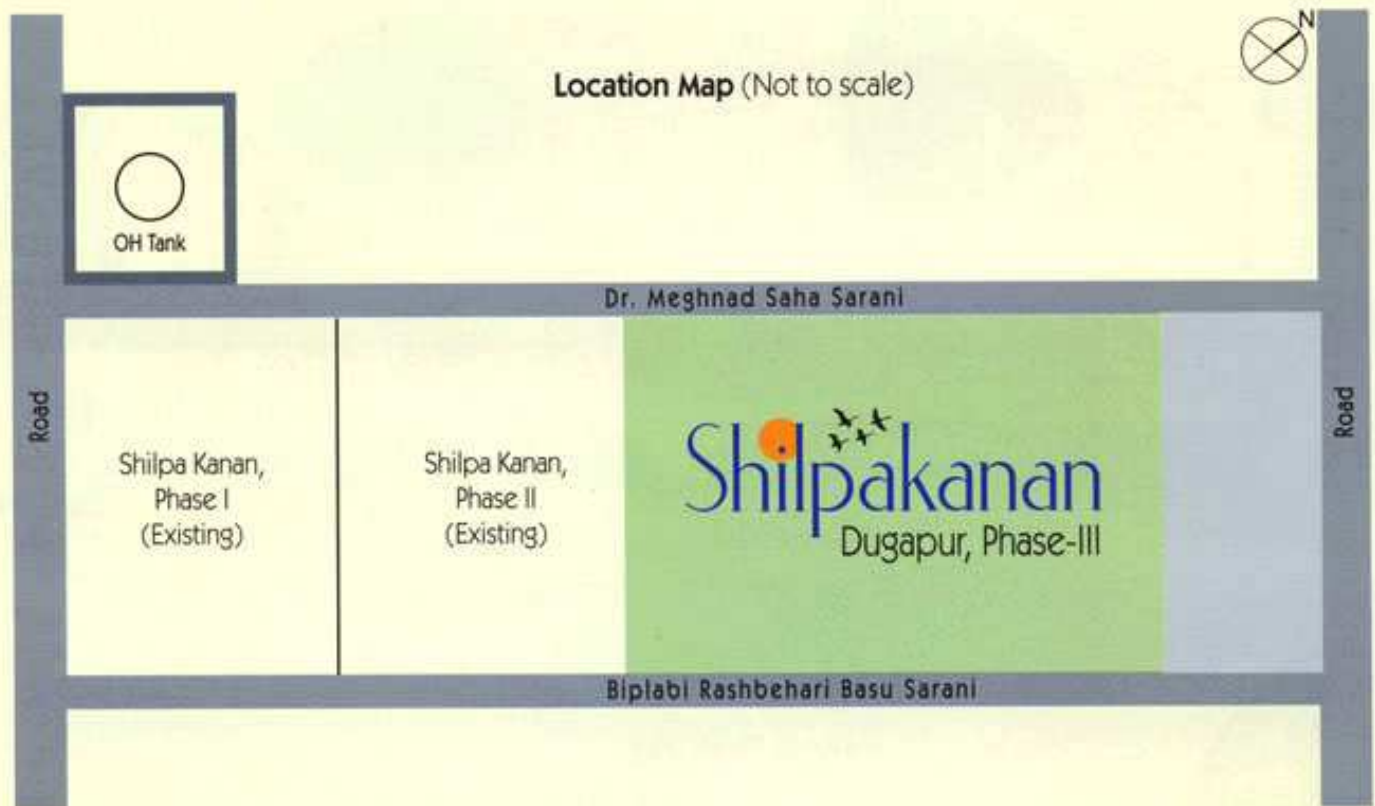 N
Location Map (Not to scale)
OH Tank
Dr. Meghnad Saha Sarani
Road
Shilpa Kanan,
Phase I
(Existing)
Shilpa Kanan,
Phase II
(Existing)
Shilpakanan
Dugapur, Phase-III
Road
Biplabi Rashbehari Basu Sarani